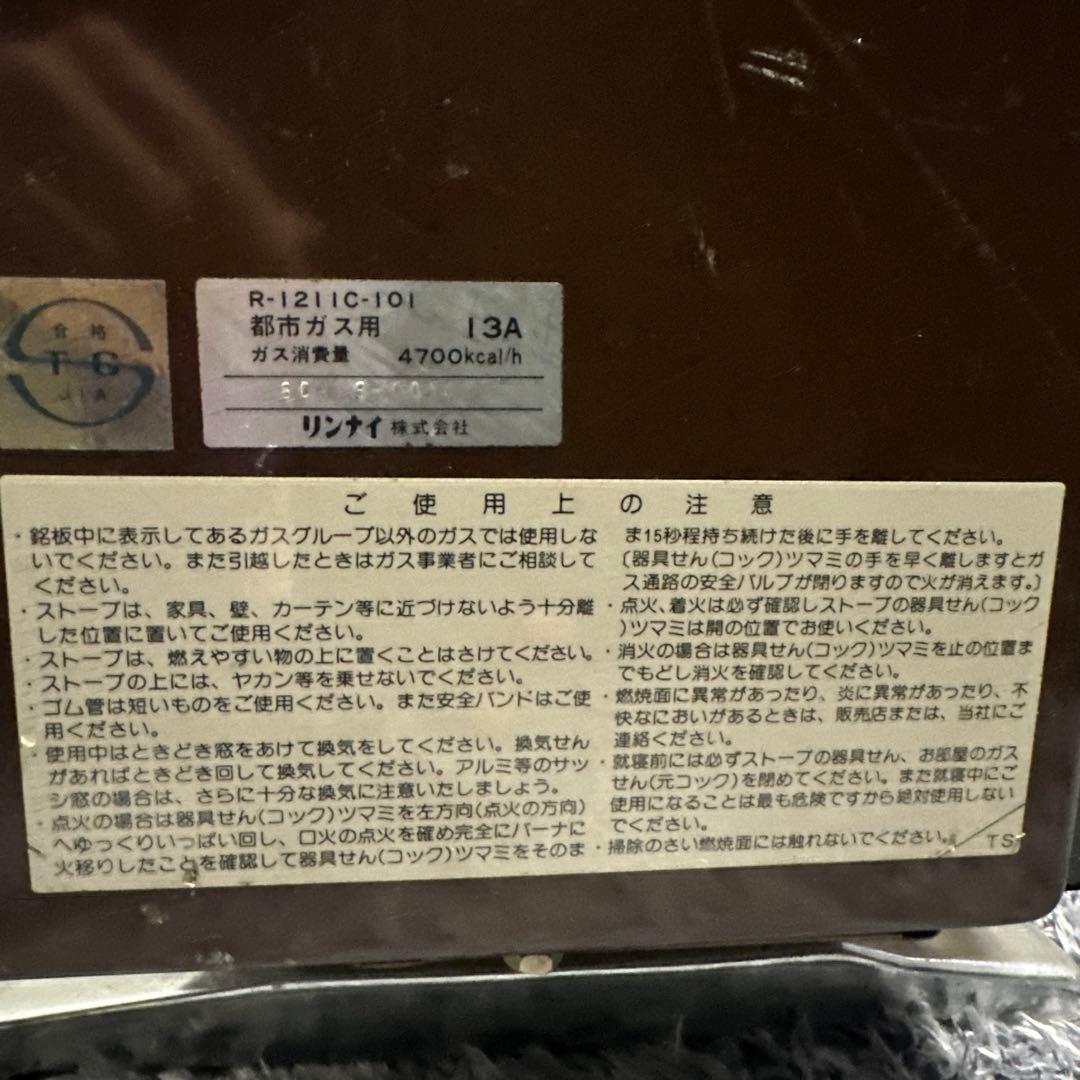 合格
TG
JIA
R-1211C-101
都市ガス用 13A
ガス消費量 4700kcal/h
リンナイ株式会社
ご使用上の注意
・銘板中に表示してあるガスグループ以外のガスでは使用しな
いでください。また引越したときはガス事業者にご相談して
ください。
・ストーブは、家具、壁、カーテン等に近づけないよう十分離
した位置に置いてご使用ください。
・ストーブは、燃えやすい物の上に置くことはさけてください。
・ストーブの上には、ヤカン等を乗せないでください。
・ゴム管は短いものをご使用ください。また安全バンドはご使
用ください。
・使用中はときどき窓をあけて換気をしてください。換気せん
があればときどき回して換気してください。アルミ等のサッ
シ窓の場合は、さらに十分な換気に注意いたしましょう。
・点火の場合は器具せん(コック)ツマミを左方向(点火の方向)
へゆっくりいっぱい回し、口火の点火を確め完全にバーナに
火移りしたことを確認して器具せん(コック)ツマミをそのま
ま15秒程持ち続けた後に手を離してください。
〔器具せん(コック)ツマミの手を早く離しますとガ
ス通路の安全バルブが閉りますので火が消えます。〕
・点火、着火は必ず確認しストーブの器具せん(コック
)ツマミは開の位置でお使いください。
・消火の場合は器具せん(コック)ツマミを止の位置ま
でもどし消火を確認してください。
・燃焼面に異常があったり、炎に異常があったり、不
快なにおいがあるときは、販売店または、当社にご
連絡ください。
・就寝前には必ずストーブの器具せん、お部屋のガス
せん(元コック)を閉めてください。また就寝中にご
使用になることは最も危険ですから絶対使用しない
でください。
・掃除のさい燃焼面には触れないでください。
TS